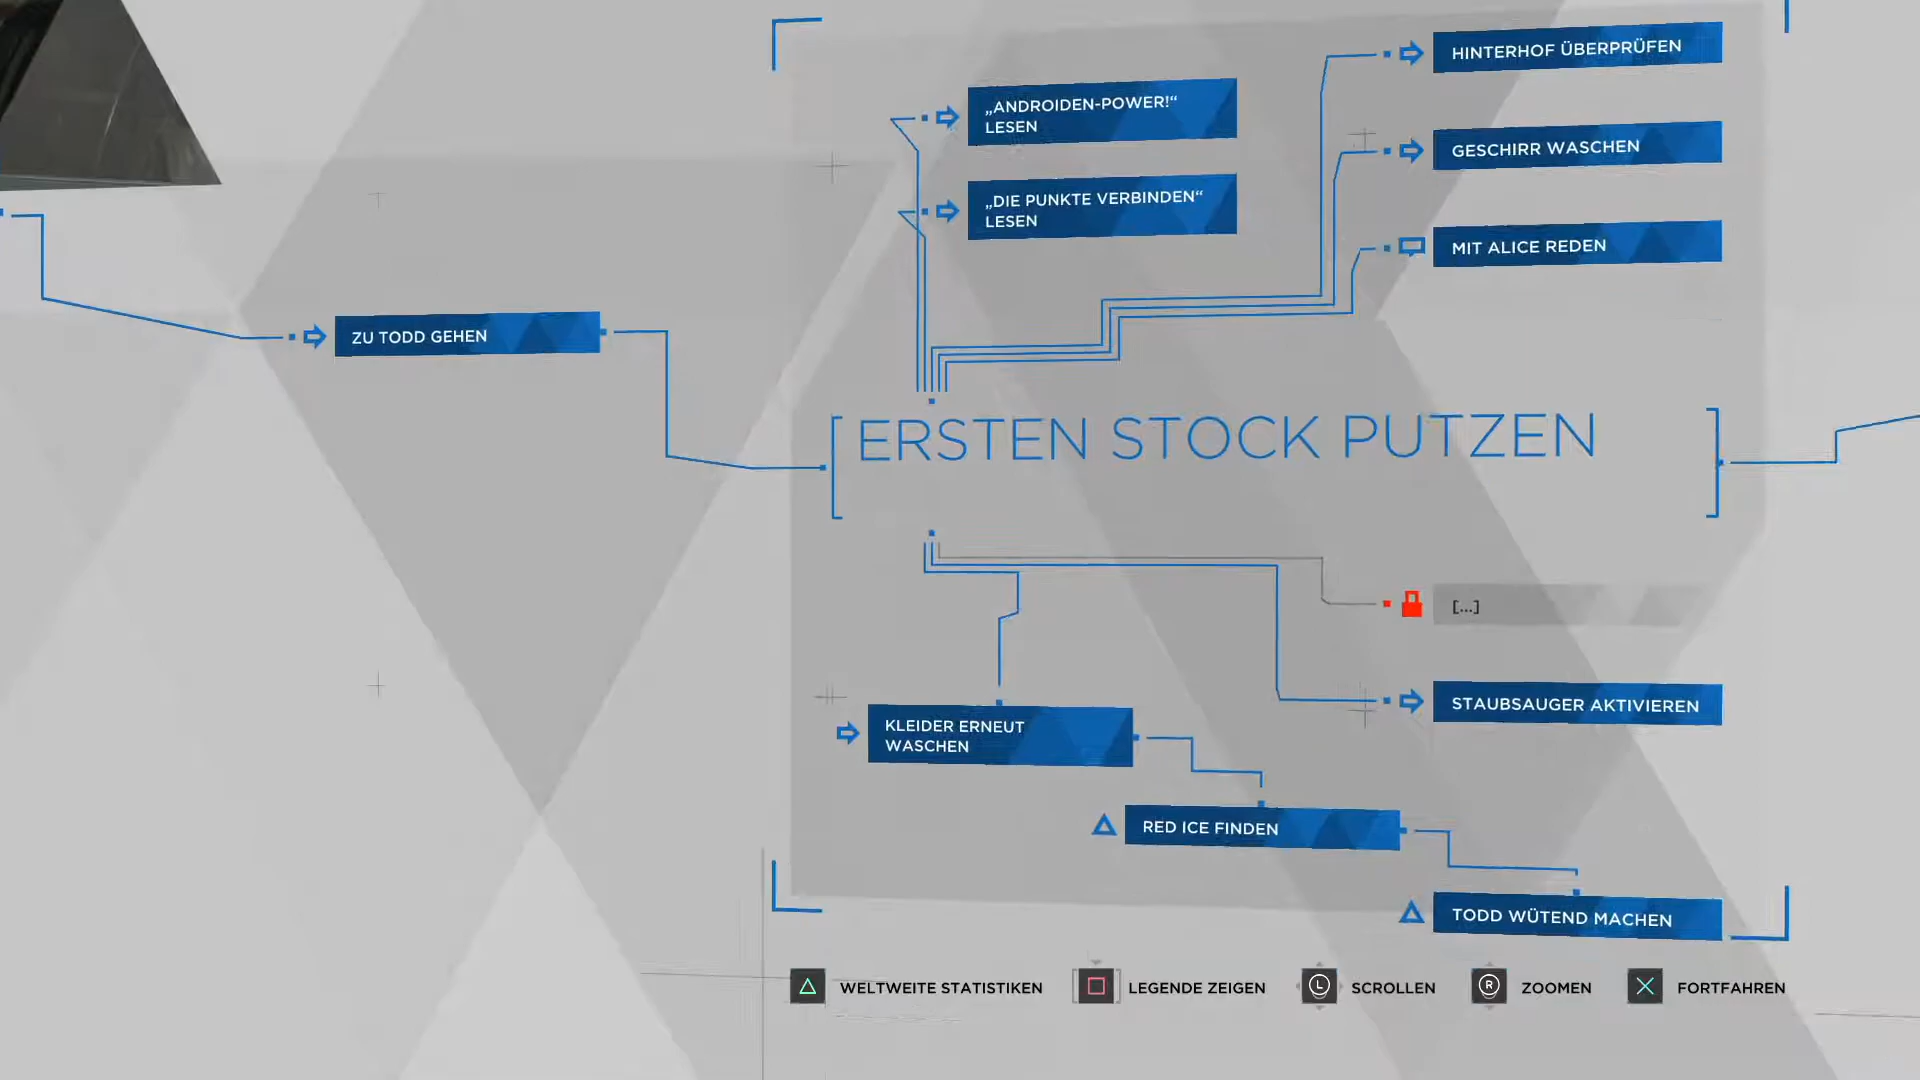 HINTERHOF ÜBERPRÜFEN
„ANDROIDEN-POWER!“
LESEN
GESCHIRR WASCHEN
„DIE PUNKTE VERBINDEN“
LESEN
MIT ALICE REDEN
ZU TODD GEHEN
ERSTEN STOCK PUTZEN
[...]
STAUBSAUGER AKTIVIEREN
KLEIDER ERNEUT
WASCHEN
RED ICE FINDEN
TODD WÜTEND MACHEN
WELTWEITE STATISTIKEN
LEGENDE ZEIGEN
L
SCROLLEN
R
ZOOMEN
FORTFAHREN